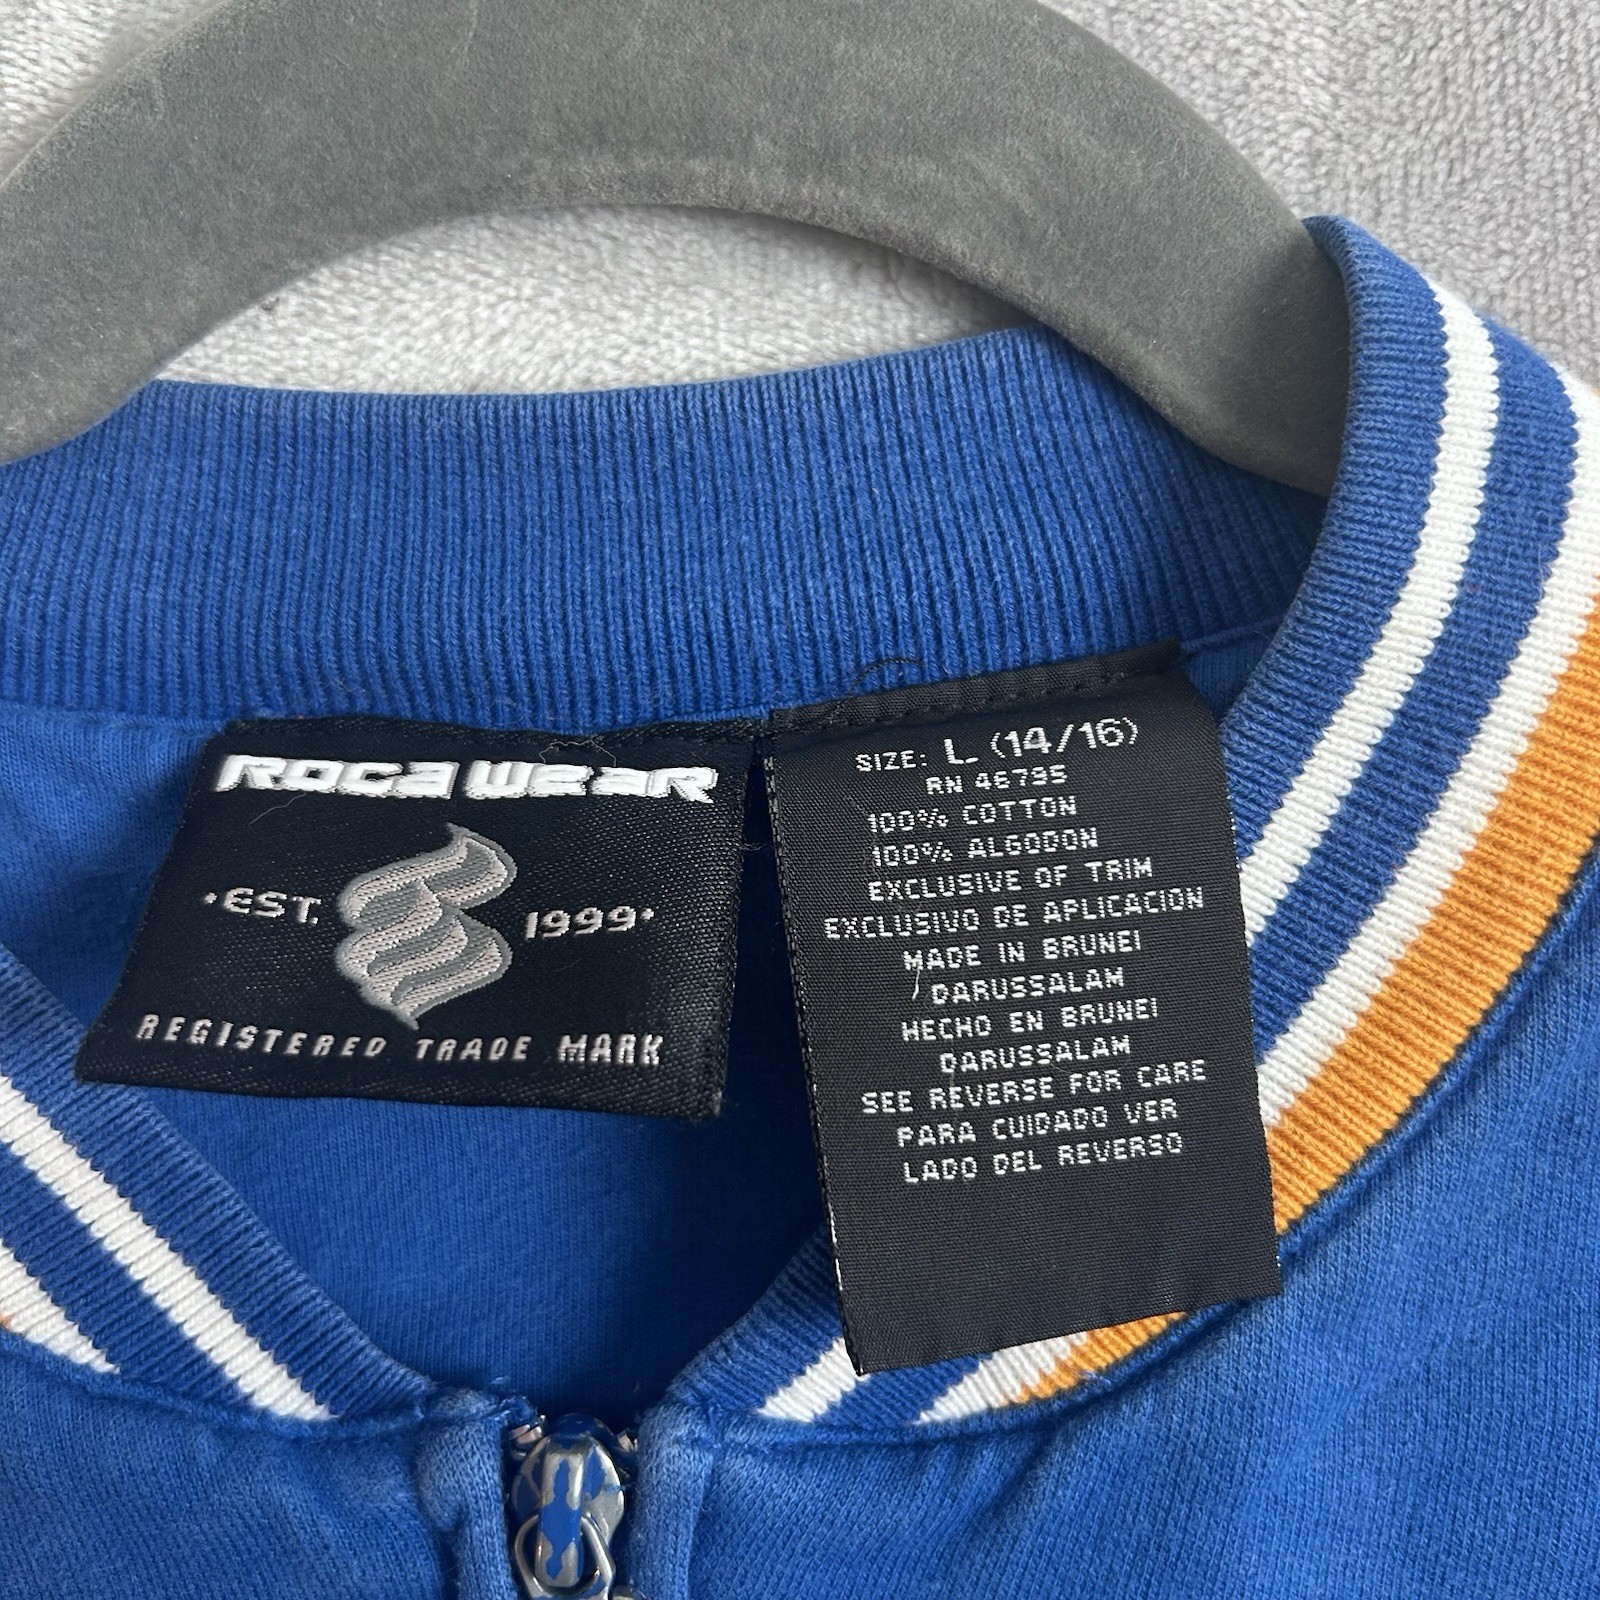 RocaWear
·EST. 1999·
REGISTERED TRADE MARK
SIZE: L (14/16)
RN 46795
100% COTTON
100% ALGODON
EXCLUSIVE OF TRIM
EXCLUSIVO DE APLICACION
MADE IN BRUNEI
DARUSSALAM
HECHO EN BRUNEI
DARUSSALAM
SEE REVERSE FOR CARE
PARA CUIDADO VER
LADO DEL REVERSO